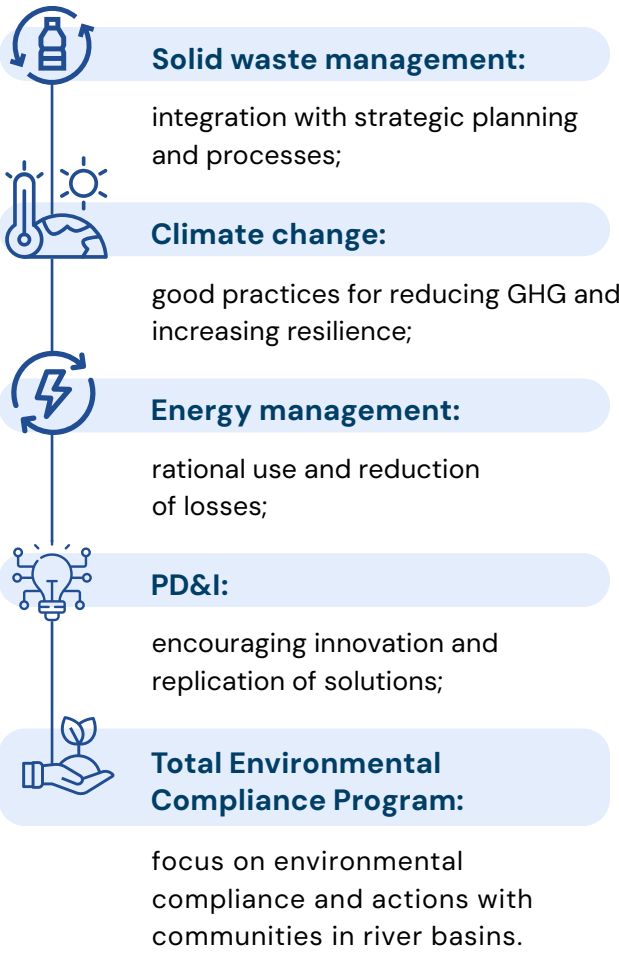 Solid waste management:
integration with strategic planning
and processes;
Climate change:
good practices for reducing GHG and
increasing resilience;
Energy management:
rational use and reduction
of losses;
PD&I:
encouraging innovation and
replication of solutions;
Total Environmental
Compliance Program:
focus on environmental
compliance and actions with
communities in river basins.